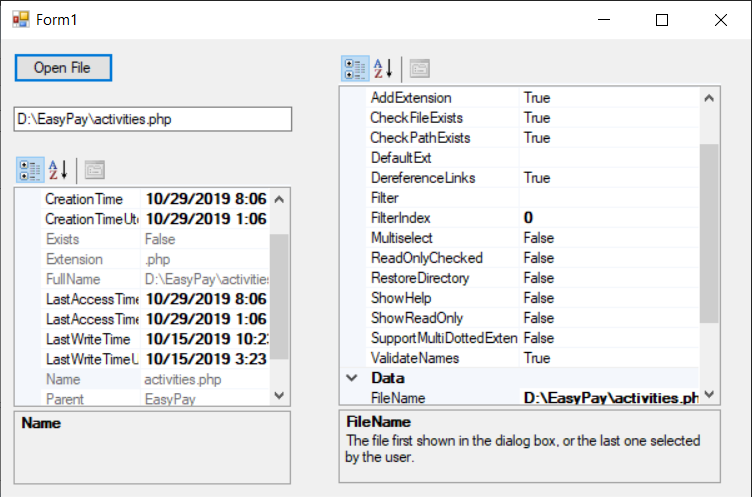 Form1
Open File
D:\EasyPay\activities.php
A
Z
CreationTime 10/29/2019 8:06
CreationTimeUtc 10/29/2019 1:06
Exists False
Extension .php
FullName D:\EasyPay\activities
LastAccessTime 10/29/2019 8:06
LastAccessTime 10/29/2019 1:06
LastWriteTime 10/15/2019 10:23
LastWriteTimeU 10/15/2019 3:23
Name activities.php
Parent EasyPay
Name
A
Z
AddExtension True
CheckFileExists True
CheckPathExists True
DefaultExt
DereferenceLinks True
Filter
FilterIndex 0
Multiselect False
ReadOnlyChecked False
RestoreDirectory False
ShowHelp False
ShowReadOnly False
SupportMultiDottedExten False
ValidateNames True
Data
FileName D:\EasyPay\activities.ph
FileName
The file first shown in the dialog box, or the last one selected
by the user.